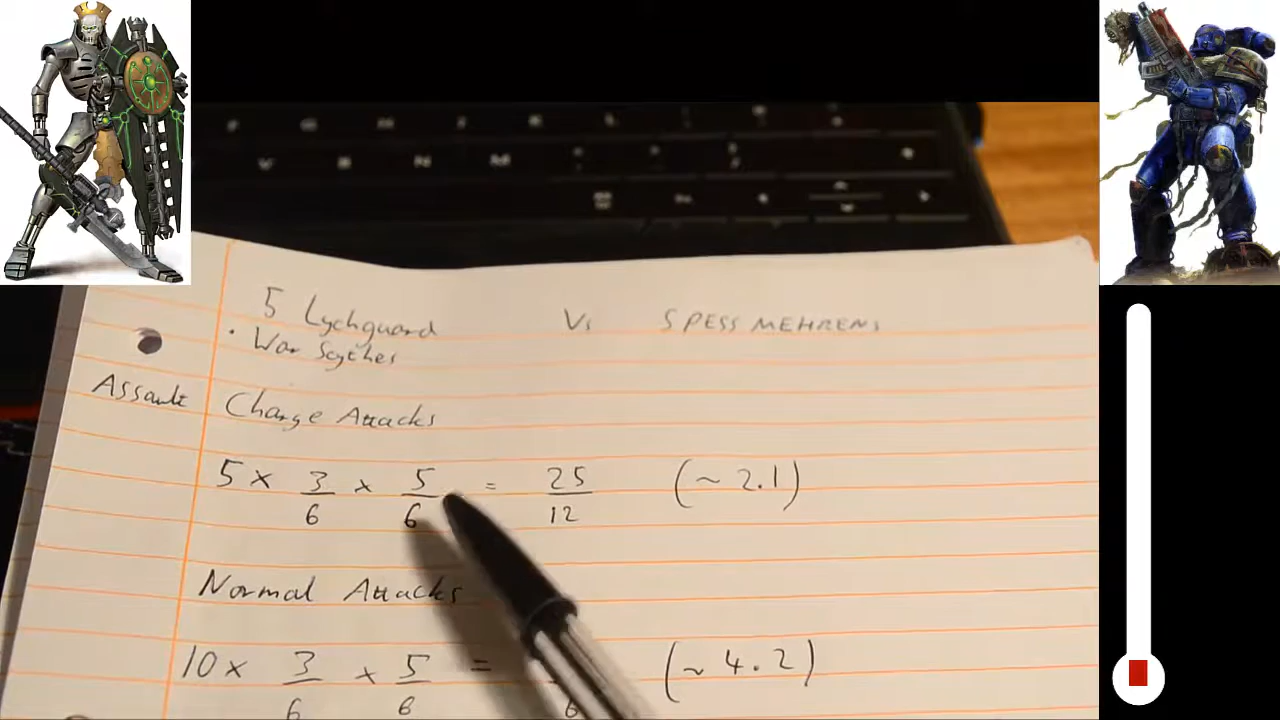 5 Lychguard Vs SPESS MEHRENS
• War Scythes
Assault Charge Attacks
5 x 3/6 x 5/6 = 25/12 (~ 2.1)
Normal Attacks
10 x 3/6 x 5/6 = /6 (~ 4.2)